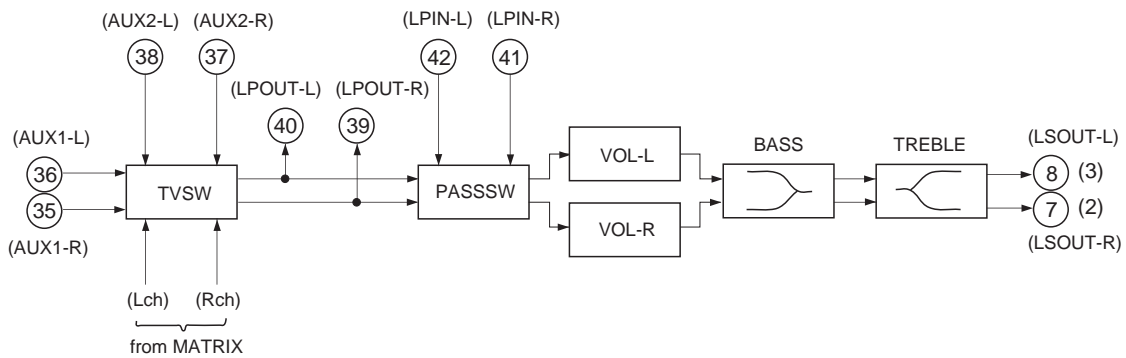 (AUX2-L)
(AUX2-R)
(LPIN-L)
(LPIN-R)
38
37
42
41
(LPOUT-L)
(LPOUT-R)
40
39
(AUX1-L)
36
35
(AUX1-R)
TVSW
PASSSW
VOL-L
VOL-R
BASS
TREBLE
(LSOUT-L)
8 (3)
7 (2)
(LSOUT-R)
(Lch) (Rch)
from MATRIX